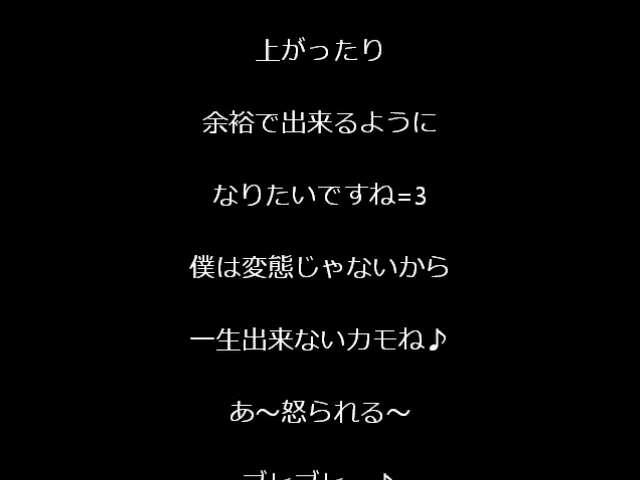 上がったり
余裕で出来るように
なりたいですね=3
僕は変態じゃないから
一生出来ないカモね♪
あ～怒られる～